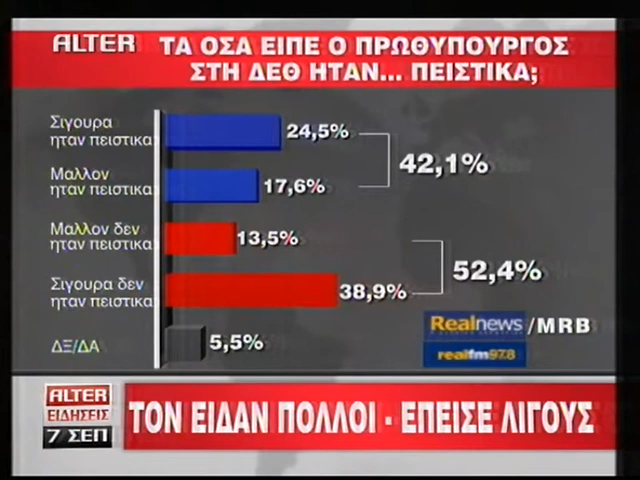 ALTER
ΤΑ ΟΣΑ ΕΙΠΕ Ο ΠΡΩΘΥΠΟΥΡΓΟΣ
ΣΤΗ ΔΕΘ ΗΤΑΝ... ΠΕΙΣΤΙΚΑ;
Σιγουρα
ηταν πειστικα
24,5%
Μαλλον
ηταν πειστικα
17,6%
42,1%
Μαλλον δεν
ηταν πειστικα
13,5%
Σιγουρα δεν
ηταν πειστικα
38,9%
52,4%
ΔΞ/ΔΑ
5,5%
Realnews /MRB
realfm97.8
ALTER
ΕΙΔΗΣΕΙΣ
7 ΣΕΠ
ΤΟΝ ΕΙΔΑΝ ΠΟΛΛΟΙ - ΕΠΕΙΣΕ ΛΙΓΟΥΣ